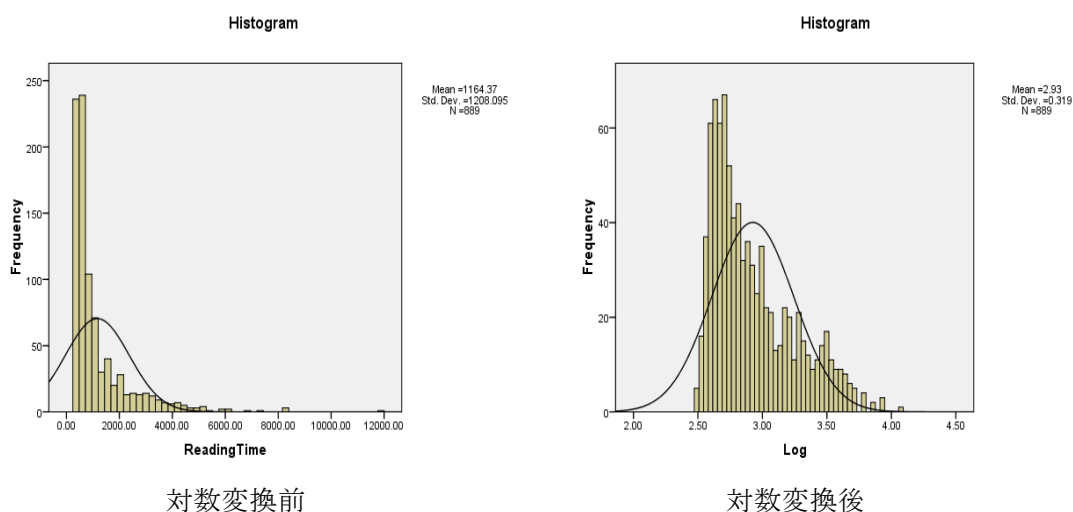 Histogram
250
200
150
100
50
0
Frequency
0.00 2000.00 4000.00 6000.00 8000.00 10000.00 12000.00
ReadingTime
Mean =1164.37
Std. Dev. =1208.095
N =889
対数変換前
Histogram
60
40
20
0
Frequency
2.00 2.50 3.00 3.50 4.00 4.50
Log
Mean =2.93
Std. Dev. =0.319
N =889
対数変換後